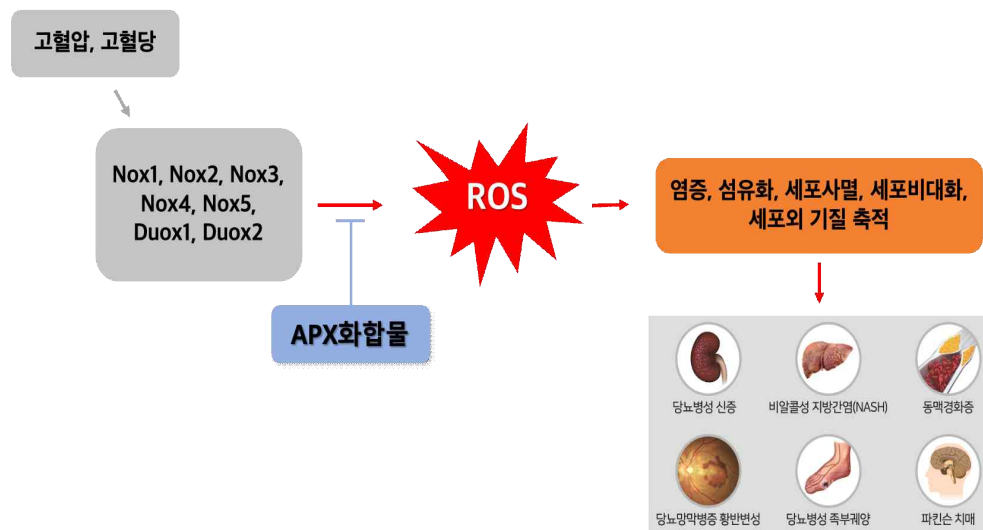 고혈압, 고혈당
Nox1, Nox2, Nox3,
Nox4, Nox5,
Duox1, Duox2
ROS
염증, 섬유화, 세포사멸, 세포비대화,
세포외 기질 축적
APX화합물
당뇨병성 신증
비알콜성 지방간염(NASH)
동맥경화증
당뇨망막병증 황반변성
당뇨병성 족부궤양
파킨슨 치매